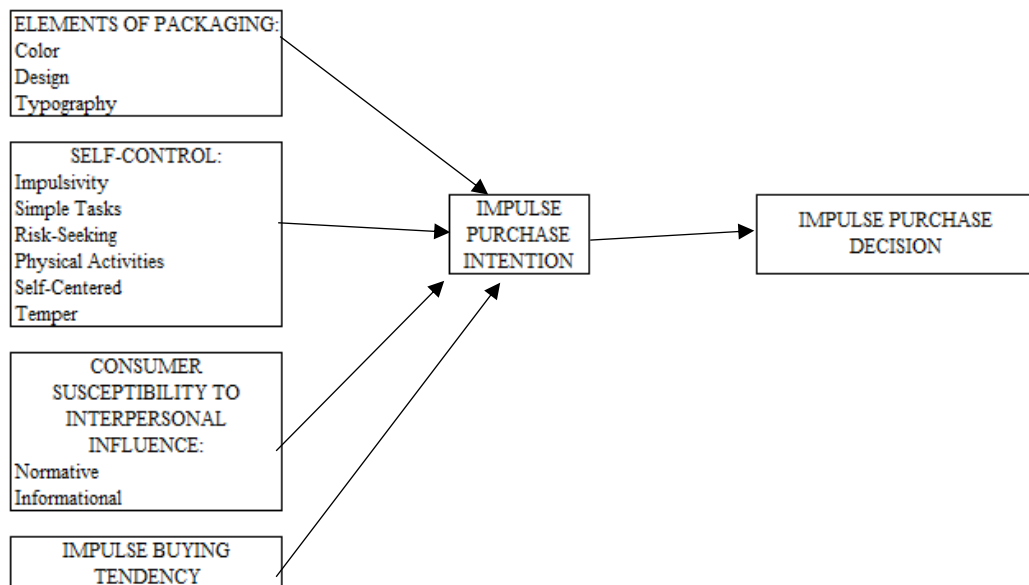 ELEMENTS OF PACKAGING:
Color
Design
Typography
SELF-CONTROL:
Impulsivity
Simple Tasks
Risk-Seeking
Physical Activities
Self-Centered
Temper
CONSUMER
SUSCEPTIBILITY TO
INTERPERSONAL
INFLUENCE:
Normative
Informational
IMPULSE BUYING
TENDENCY
IMPULSE
PURCHASE
INTENTION
IMPULSE PURCHASE
DECISION